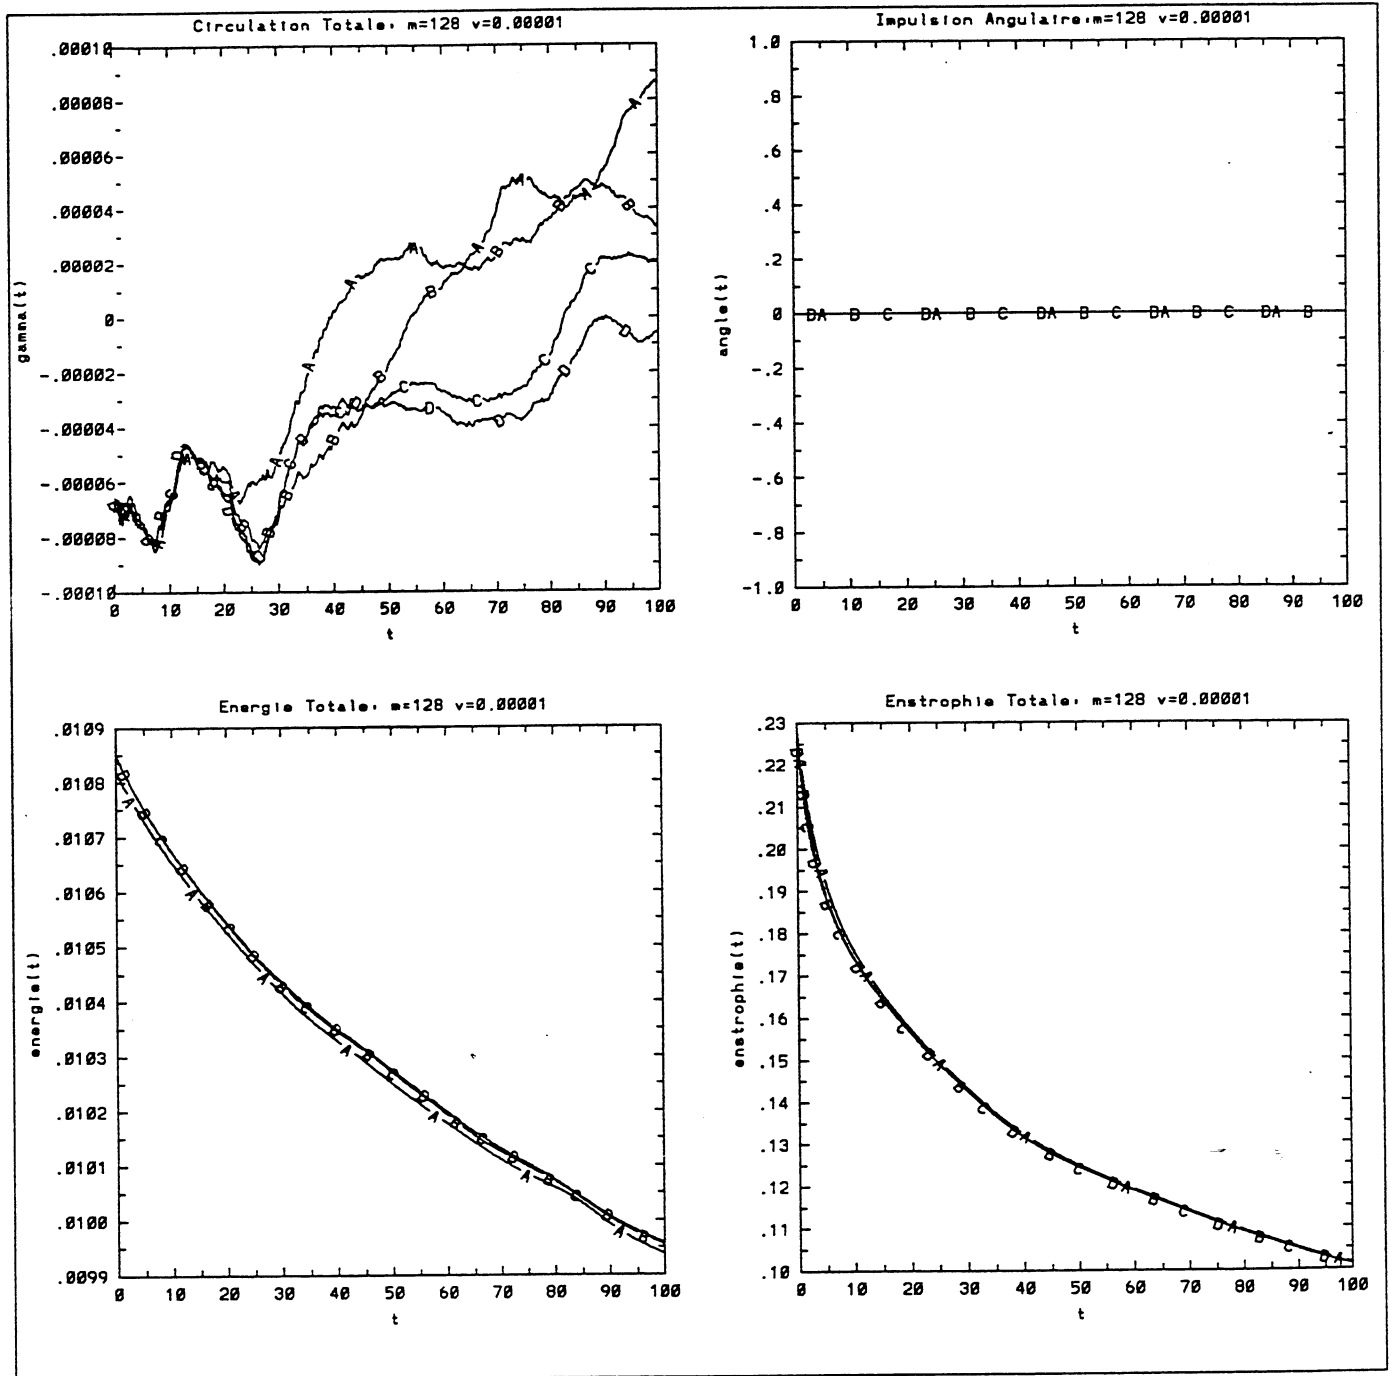 Circulation Totale: m=128 v=0.00001
.00010
.00008
.00006
.00004
.00002
0
-.00002
-.00004
-.00006
-.00008
-.00010
gamma(t)
0 10 20 30 40 50 60 70 80 90 100
t
Impulsion Angulaire:m=128 v=0.00001
1.0
.8
.6
.4
.2
0
-.2
-.4
-.6
-.8
-1.0
angle(t)
DA B C DA B C DA B C DA B C DA B
0 10 20 30 40 50 60 70 80 90 100
t
Energie Totale: m=128 v=0.00001
.0109
.0108
.0107
.0106
.0105
.0104
.0103
.0102
.0101
.0100
.0099
energie(t)
0 10 20 30 40 50 60 70 80 90 100
t
Enstrophie Totale: m=128 v=0.00001
.23
.22
.21
.20
.19
.18
.17
.16
.15
.14
.13
.12
.11
.10
enstrophie(t)
0 10 20 30 40 50 60 70 80 90 100
t